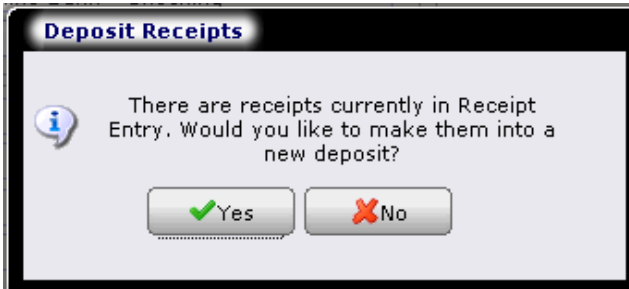 Deposit Receipts
There are receipts currently in Receipt
Entry. Would you like to make them into a
new deposit?
Yes
No